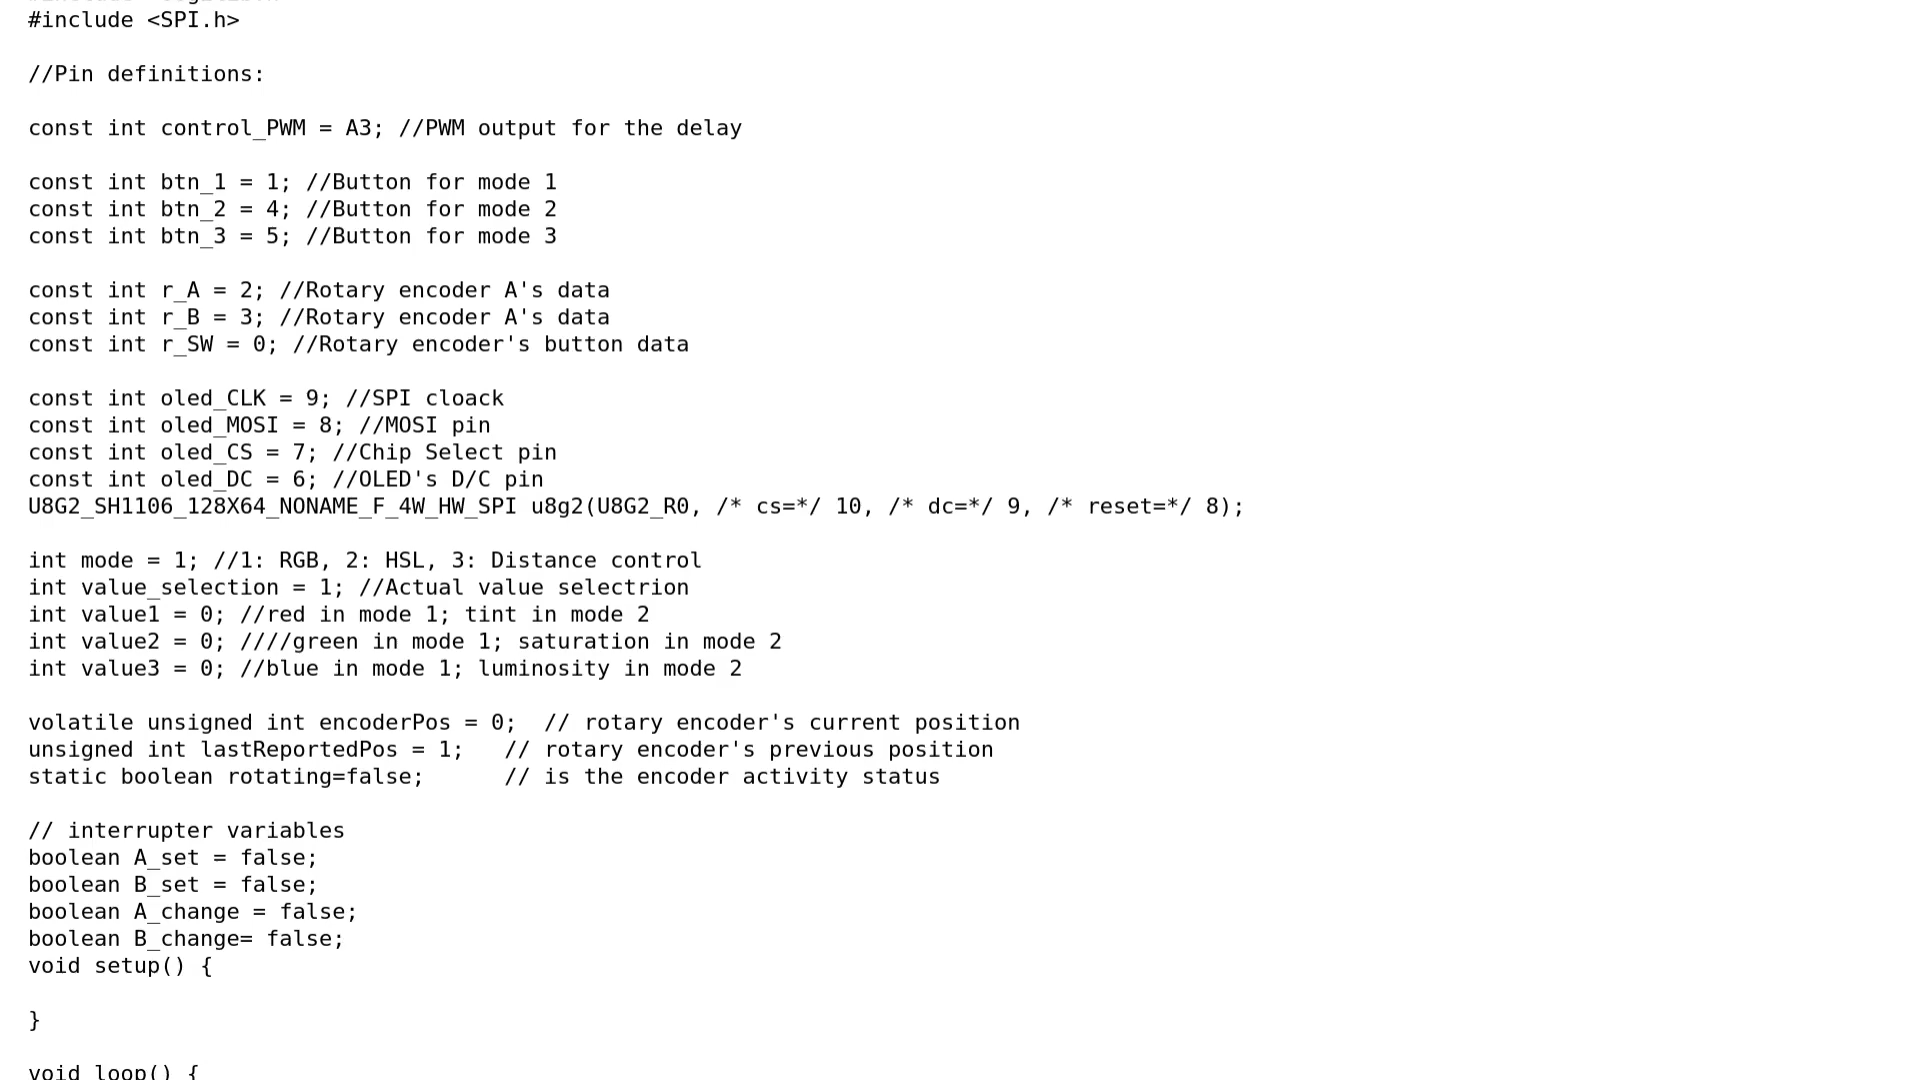 #include <SPI.h>
//Pin definitions:
const int control_PWM = A3; //PWM output for the delay
const int btn_1 = 1; //Button for mode 1
const int btn_2 = 4; //Button for mode 2
const int btn_3 = 5; //Button for mode 3
const int r_A = 2; //Rotary encoder A's data
const int r_B = 3; //Rotary encoder A's data
const int r_SW = 0; //Rotary encoder's button data
const int oled_CLK = 9; //SPI cloack
const int oled_MOSI = 8; //MOSI pin
const int oled_CS = 7; //Chip Select pin
const int oled_DC = 6; //OLED's D/C pin
U8G2_SH1106_128X64_NONAME_F_4W_HW_SPI u8g2(U8G2_R0, /* cs=*/ 10, /* dc=*/ 9, /* reset=*/ 8);
int mode = 1; //1: RGB, 2: HSL, 3: Distance control
int value_selection = 1; //Actual value selectrion
int value1 = 0; //red in mode 1; tint in mode 2
int value2 = 0; ////green in mode 1; saturation in mode 2
int value3 = 0; //blue in mode 1; luminosity in mode 2
volatile unsigned int encoderPos = 0;  // rotary encoder's current position
unsigned int lastReportedPos = 1;   // rotary encoder's previous position
static boolean rotating=false;      // is the encoder activity status
// interrupter variables
boolean A_set = false;
boolean B_set = false;
boolean A_change = false;
boolean B_change= false;
void setup() {
}
void loop() {